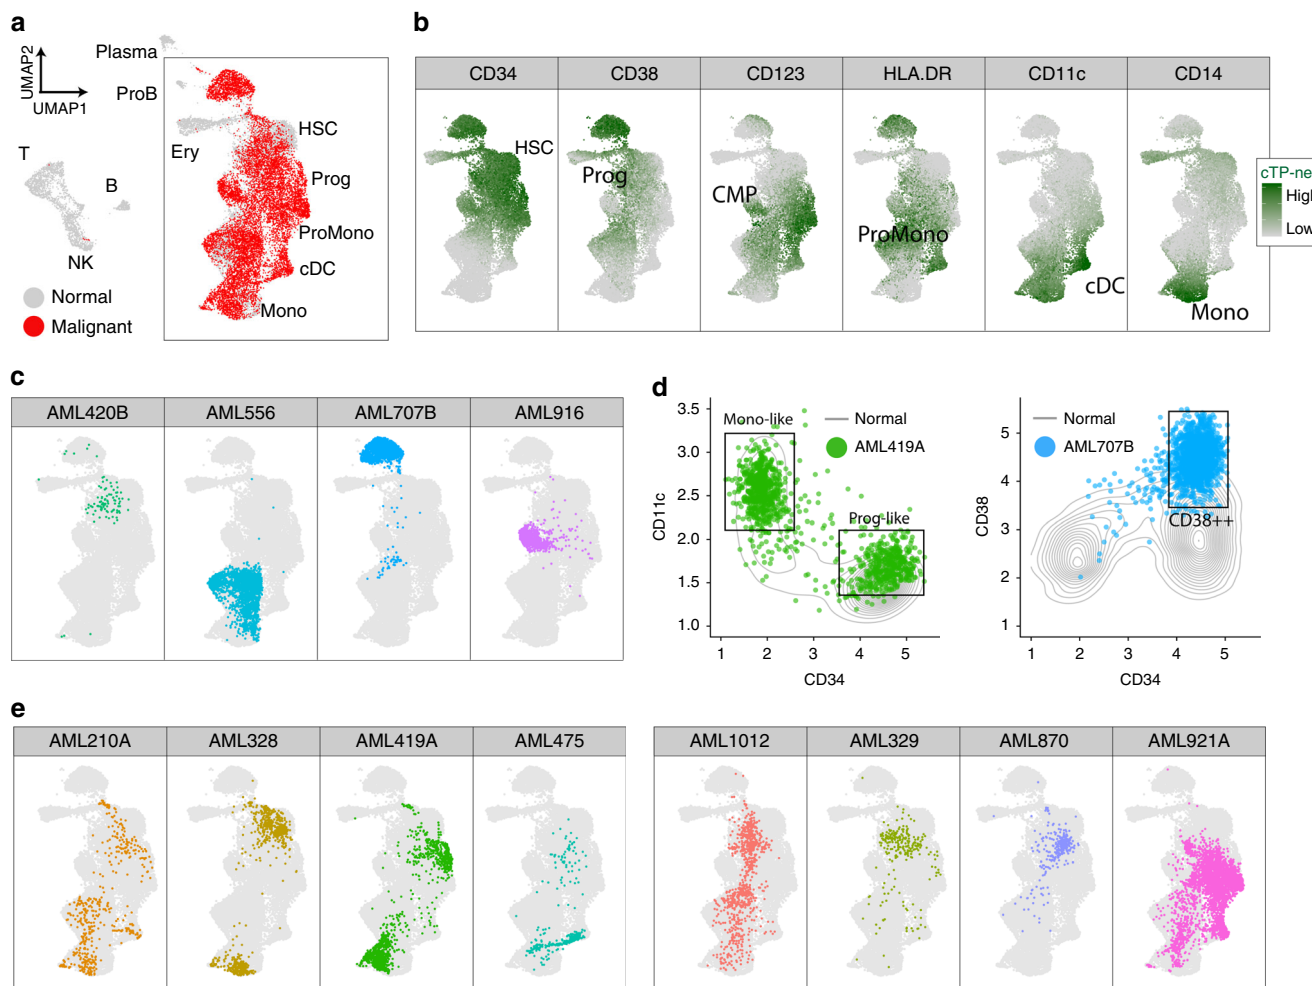 a
UMAP2
UMAP1
Plasma
ProB
Ery
HSC
Prog
ProMono
cDC
Mono
T
B
NK
Normal
Malignant
b
CD34 CD38 CD123 HLA.DR CD11c CD14
HSC
Prog
CMP
ProMono
cDC
Mono
cTP-ne
High
Low
c
AML420B AML556 AML707B AML916
d
CD11c
3.5
3.0
2.5
2.0
1.5
1.0
Mono-like
Normal
AML419A
Prog-like
1 2 3 4 5
CD34
CD38
5
4
3
2
1
Normal
AML707B
CD38++
1 2 3 4 5
CD34
e
AML210A AML328 AML419A AML475
AML1012 AML329 AML870 AML921A